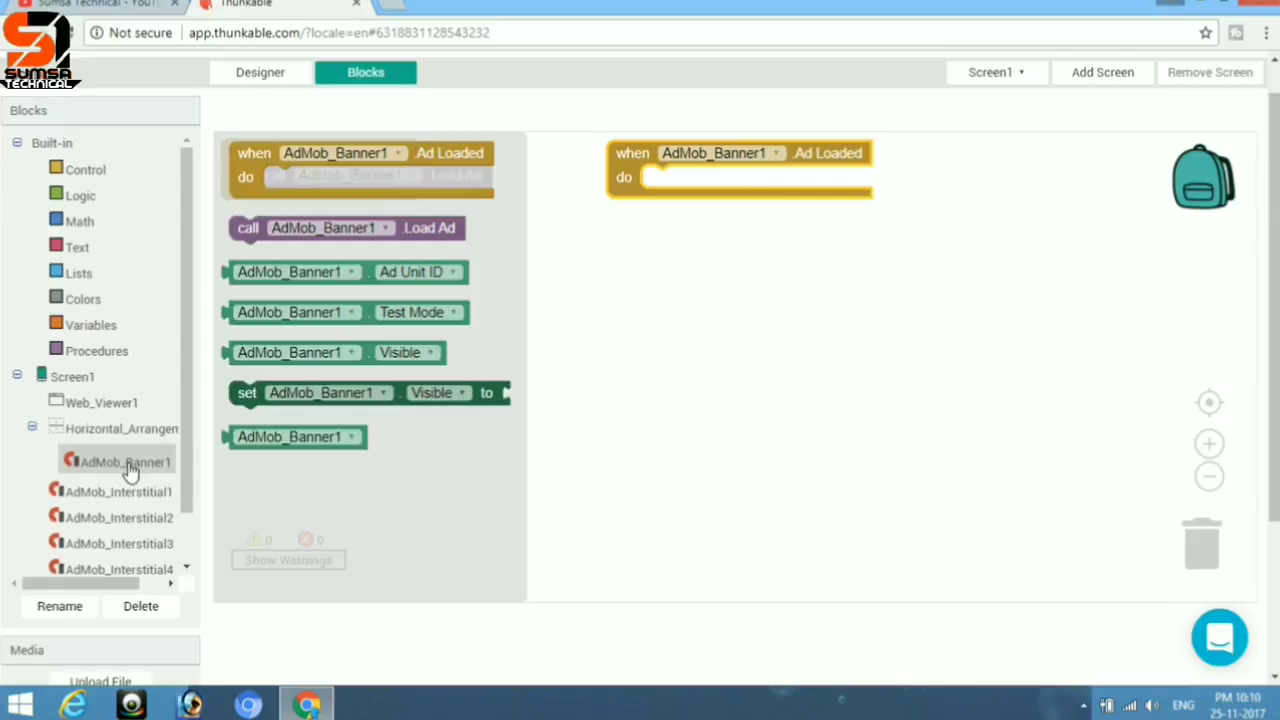 Sumsa Technical - YouT
Thunkable
Not secure
app.thunkable.com/?locale=en#6318831128543232
SUMSA
TECHNICAL
Designer
Blocks
Screen1
Add Screen
Remove Screen
Blocks
Built-in
Control
Logic
Math
Text
Lists
Colors
Variables
Procedures
Screen1
Web_Viewer1
Horizontal_Arrangem
AdMob_Banner1
AdMob_Interstitial1
AdMob_Interstitial2
AdMob_Interstitial3
AdMob_Interstitial4
Rename
Delete
Media
Upload File
when AdMob_Banner1 .Ad Loaded
do
call AdMob_Banner1 .Load Ad
AdMob_Banner1 . Ad Unit ID
AdMob_Banner1 . Test Mode
AdMob_Banner1 . Visible
set AdMob_Banner1 . Visible to
AdMob_Banner1
0 0
Show Warnings
when AdMob_Banner1 .Ad Loaded
do
ENG
PM 10:10
25-11-2017